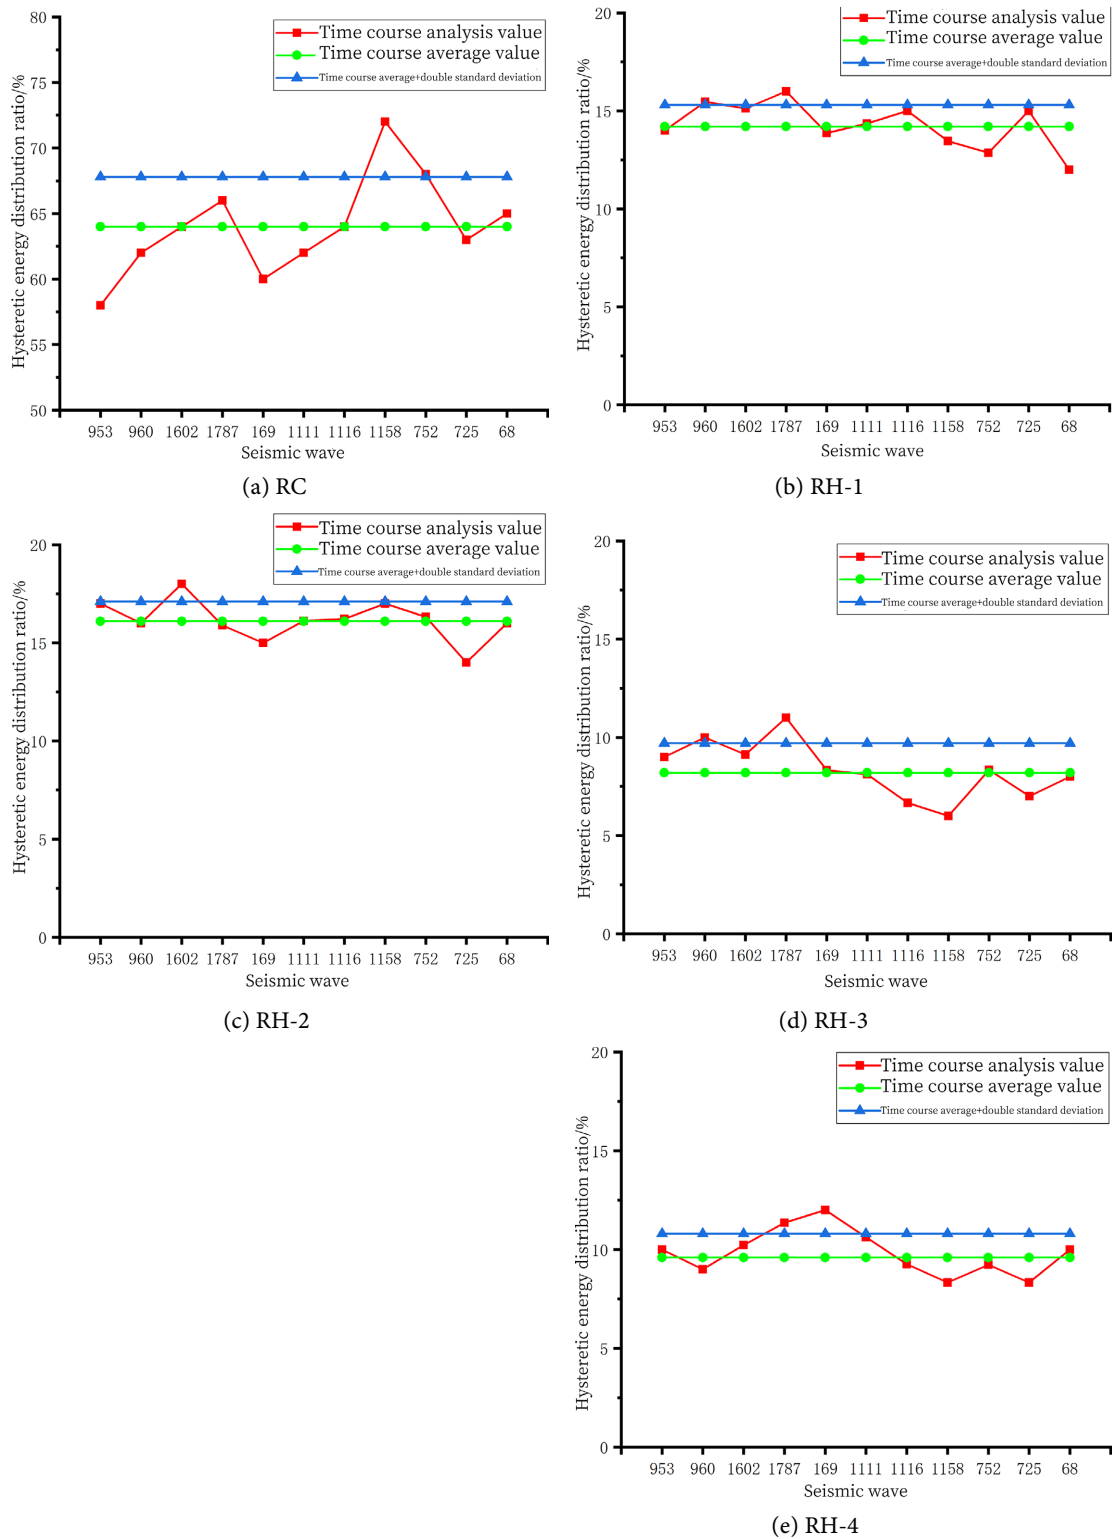 Time course analysis value
Time course average value
Time course average+double standard deviation
Hysteretic energy distribution ratio/%
80
75
70
65
60
55
50
953 960 1602 1787 169 1111 1116 1158 752 725 68
Seismic wave
(a) RC
Time course analysis value
Time course average value
Time course average+double standard deviation
Hysteretic energy distribution ratio/%
20
15
10
5
0
953 960 1602 1787 169 1111 1116 1158 752 725 68
Seismic wave
(b) RH-1
Time course analysis value
Time course average value
Time course average+double standard deviation
Hysteretic energy distribution ratio/%
20
15
10
5
0
953 960 1602 1787 169 1111 1116 1158 752 725 68
Seismic wave
(c) RH-2
Time course analysis value
Time course average value
Time course average+double standard deviation
Hysteretic energy distribution ratio/%
20
15
10
5
0
953 960 1602 1787 169 1111 1116 1158 752 725 68
Seismic wave
(d) RH-3
Time course analysis value
Time course average value
Time course average+double standard deviation
Hysteretic energy distribution ratio/%
20
15
10
5
0
953 960 1602 1787 169 1111 1116 1158 752 725 68
Seismic wave
(e) RH-4